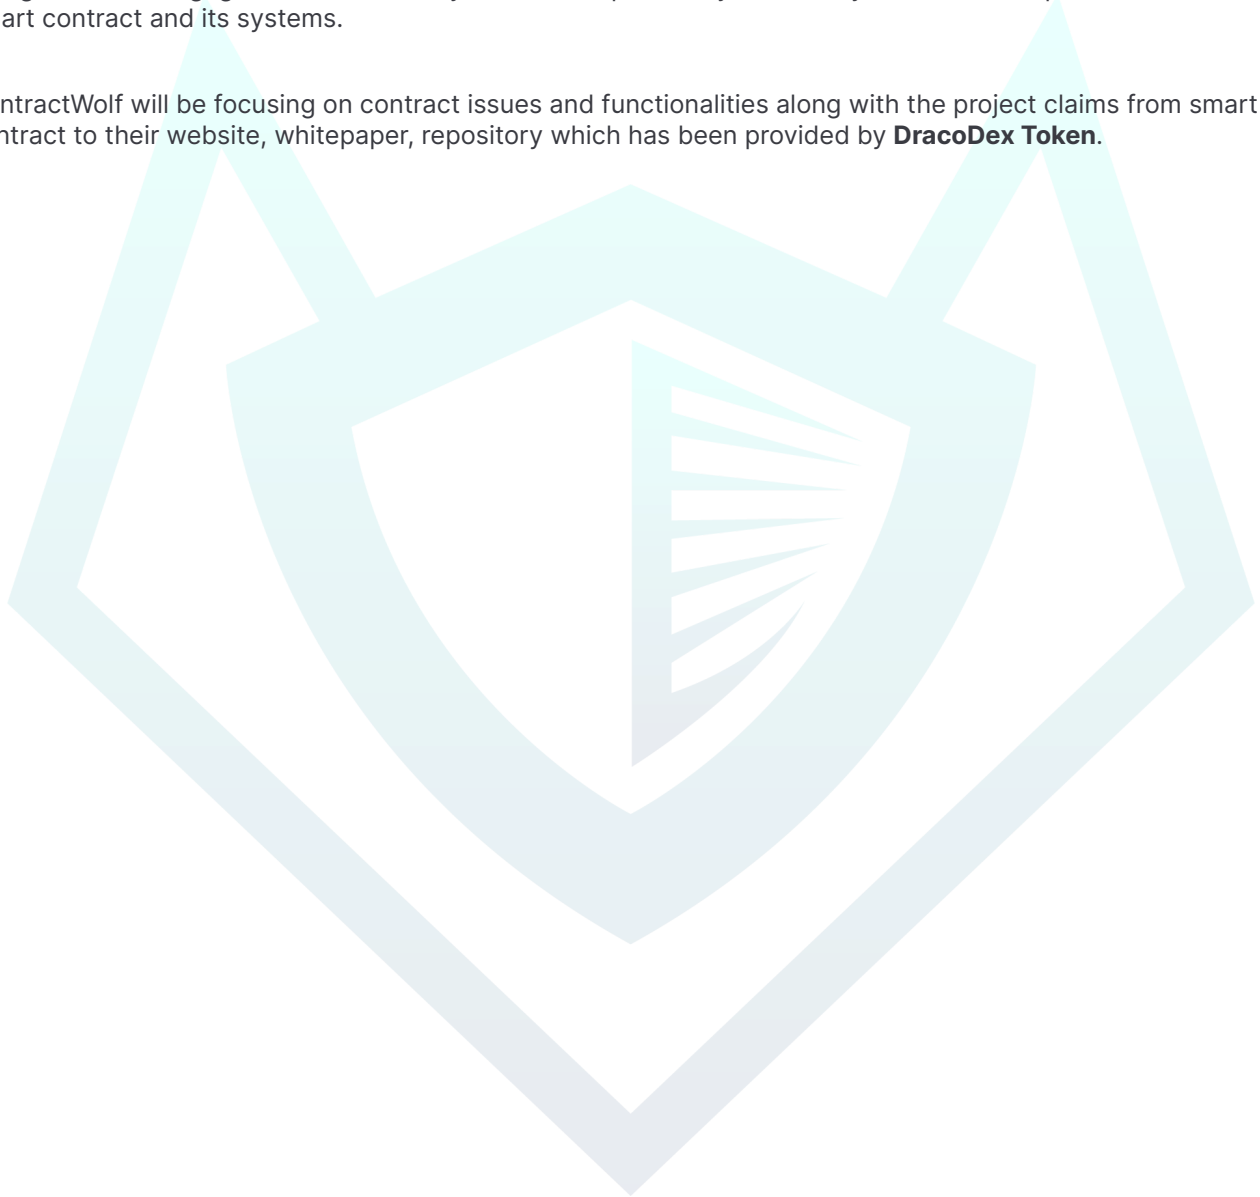 art contract and its systems.
ntractWolf will be focusing on contract issues and functionalities along with the project claims from smart
ntract to their website, whitepaper, repository which has been provided by DracoDex Token.